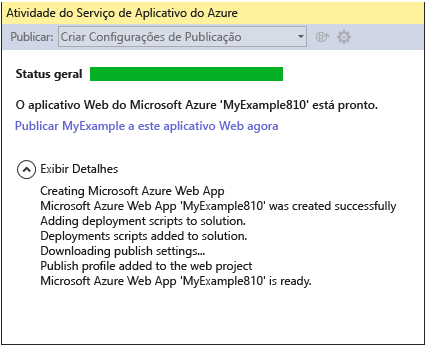 Atividade do Serviço de Aplicativo do Azure
Publicar: Criar Configurações de Publicação
Status geral
O aplicativo Web do Microsoft Azure 'MyExample810' está pronto.
Publicar MyExample a este aplicativo Web agora
Exibir Detalhes
Creating Microsoft Azure Web App
Microsoft Azure Web App 'MyExample810' was created successfully
Adding deployment scripts to solution.
Deployments scripts added to solution.
Downloading publish settings...
Publish profile added to the web project
Microsoft Azure Web App 'MyExample810' is ready.